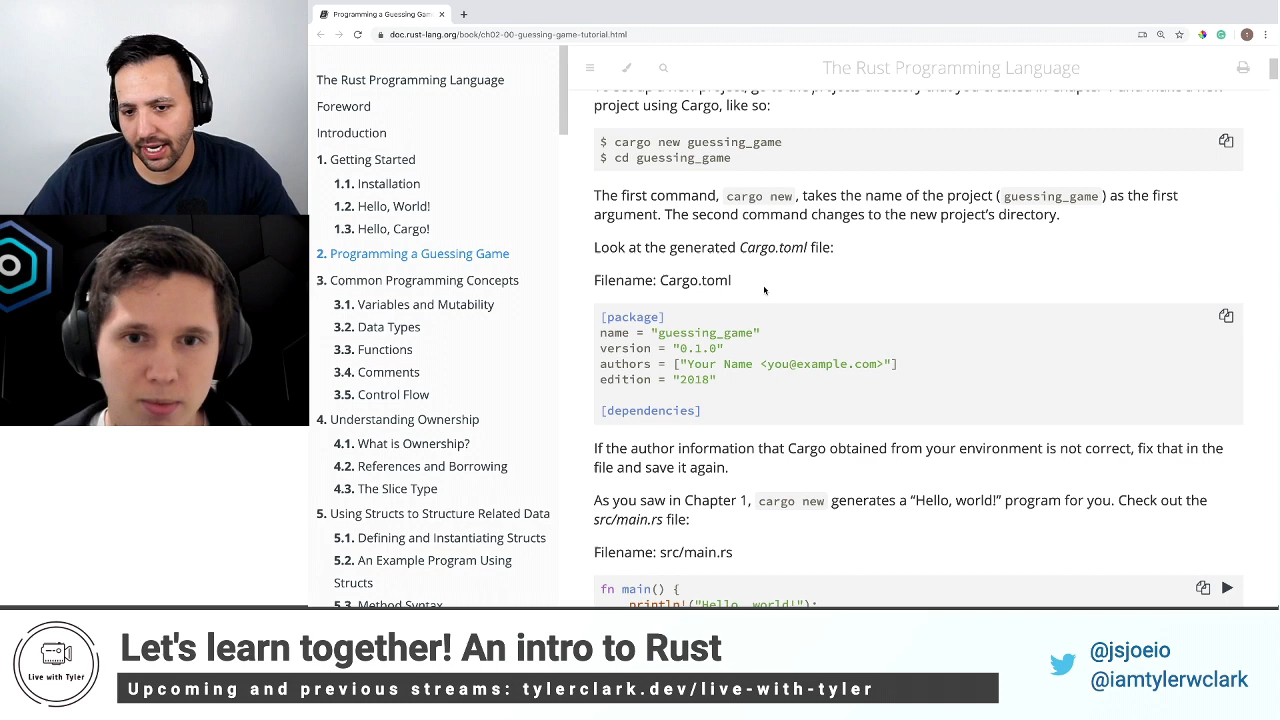 Programming a Guessing Gam
doc.rust-lang.org/book/ch02-00-guessing-game-tutorial.html
The Rust Programming Language
Foreword
Introduction
1. Getting Started
1.1. Installation
1.2. Hello, World!
1.3. Hello, Cargo!
2. Programming a Guessing Game
3. Common Programming Concepts
3.1. Variables and Mutability
3.2. Data Types
3.3. Functions
3.4. Comments
3.5. Control Flow
4. Understanding Ownership
4.1. What is Ownership?
4.2. References and Borrowing
4.3. The Slice Type
5. Using Structs to Structure Related Data
5.1. Defining and Instantiating Structs
5.2. An Example Program Using
Structs
5.3. Method Syntax
The Rust Programming Language
project using Cargo, like so:
$ cargo new guessing_game
$ cd guessing_game
The first command, cargo new, takes the name of the project (guessing_game) as the first
argument. The second command changes to the new project's directory.
Look at the generated Cargo.toml file:
Filename: Cargo.toml
[package]
name = "guessing_game"
version = "0.1.0"
authors = ["Your Name <you@example.com>"]
edition = "2018"
[dependencies]
If the author information that Cargo obtained from your environment is not correct, fix that in the
file and save it again.
As you saw in Chapter 1, cargo new generates a “Hello, world!” program for you. Check out the
src/main.rs file:
Filename: src/main.rs
fn main() {
println!("Hello, world!");
Live with Tyler
Let's learn together! An intro to Rust
Upcoming and previous streams: tylerclark.dev/live-with-tyler
@jsjoeio
@iamtylerwclark